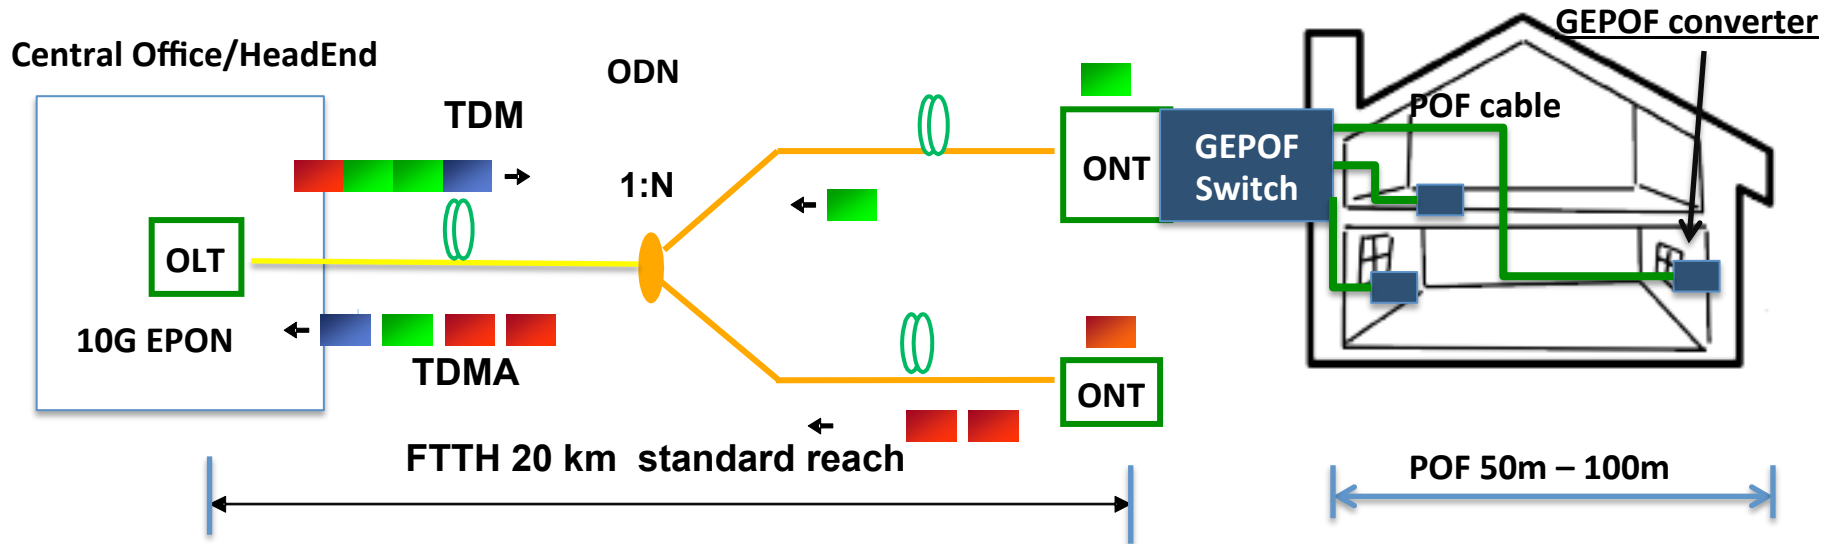 Central Office/HeadEnd
TDM
ODN
1:N
OLT
10G EPON
TDMA
ONT
ONT
FTTH 20 km  standard reach
GEPOF
Switch
GEPOF converter
POF cable
POF 50m – 100m